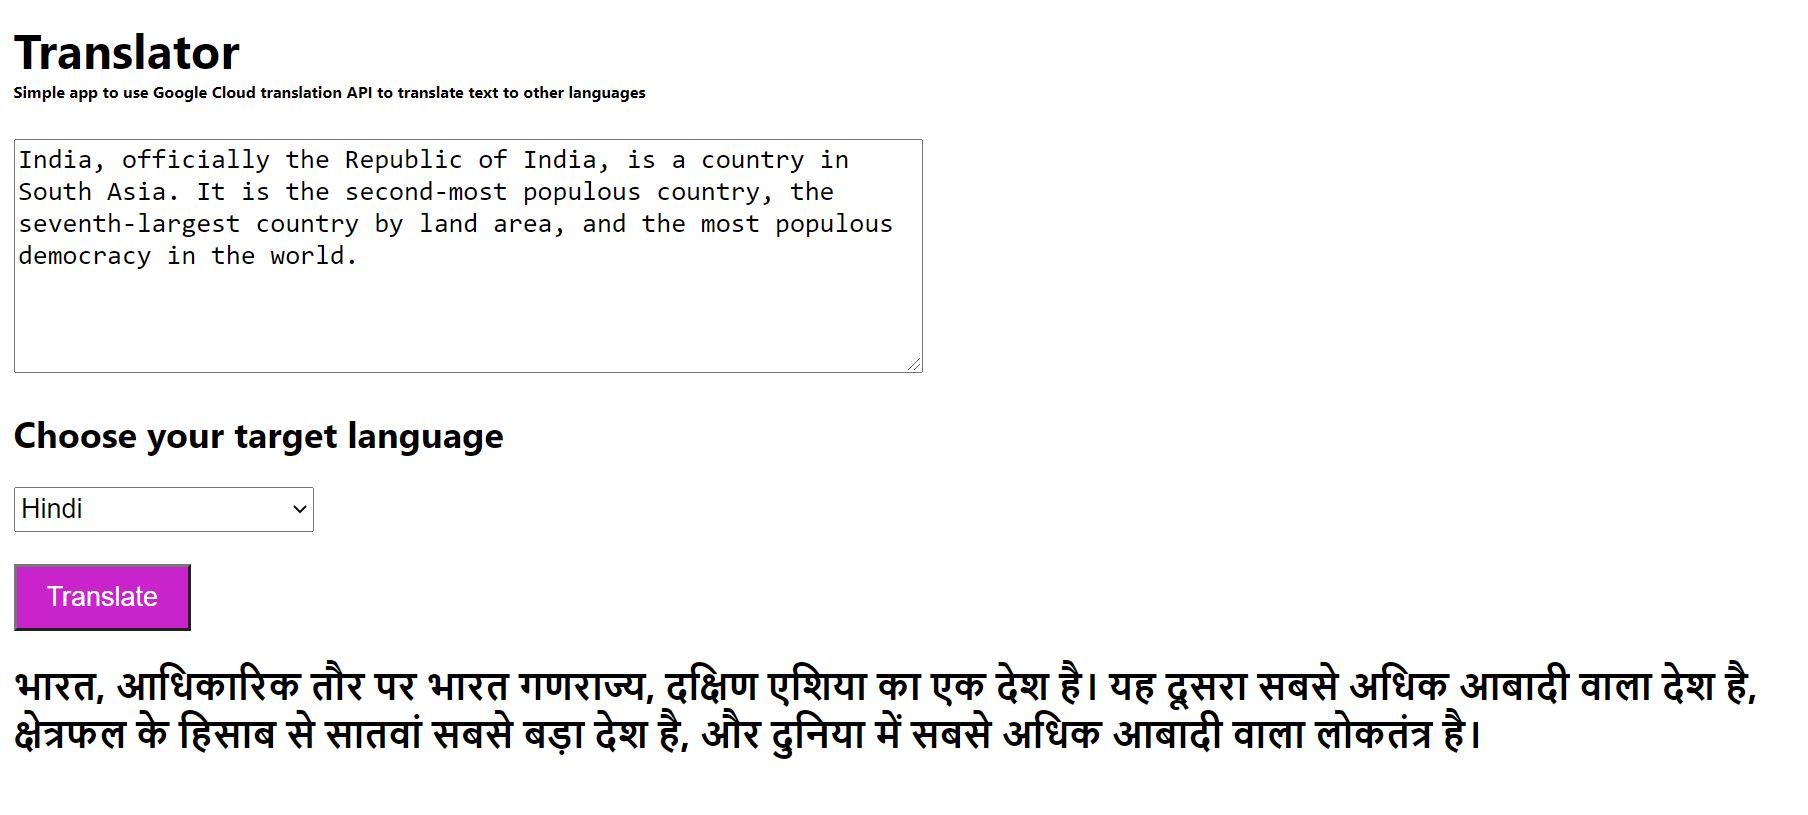 Translator
Simple app to use Google Cloud translation API to translate text to other languages
India, officially the Republic of India, is a country in
South Asia. It is the second-most populous country, the
seventh-largest country by land area, and the most populous
democracy in the world.
Choose your target language
Hindi
Translate
भारत, आधिकारिक तौर पर भारत गणराज्य, दक्षिण एशिया का एक देश है। यह दूसरा सबसे अधिक आबादी वाला देश है,
क्षेत्रफल के हिसाब से सातवां सबसे बड़ा देश है, और दुनिया में सबसे अधिक आबादी वाला लोकतंत्र है।